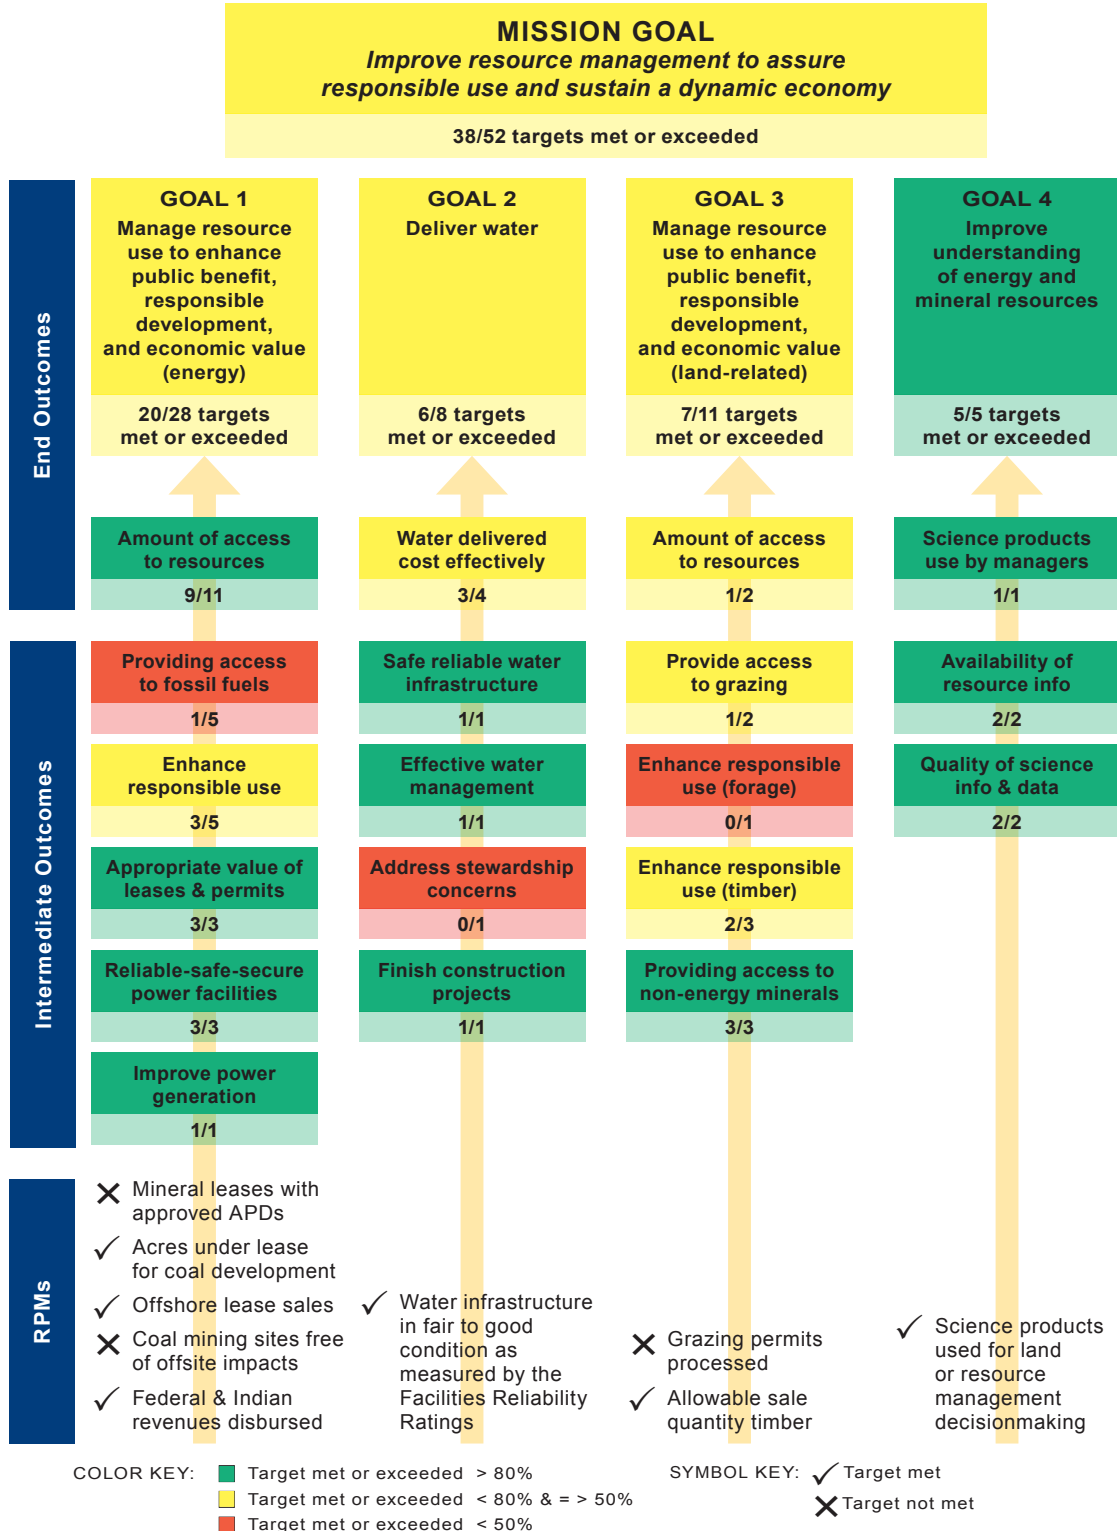 MISSION GOAL
Improve resource management to assure
responsible use and sustain a dynamic economy
38/52 targets met or exceeded
End Outcomes
GOAL 1
Manage resource
use to enhance
public benefit,
responsible
development,
and economic value
(energy)
20/28 targets
met or exceeded
Amount of access
to resources
9/11
GOAL 2
Deliver water
6/8 targets
met or exceeded
Water delivered
cost effectively
3/4
GOAL 3
Manage resource
use to enhance
public benefit,
responsible
development,
and economic value
(land-related)
7/11 targets
met or exceeded
Amount of access
to resources
1/2
GOAL 4
Improve
understanding
of energy and
mineral resources
5/5 targets
met or exceeded
Science products
use by managers
1/1
Intermediate Outcomes
Providing access
to fossil fuels
1/5
Enhance
responsible use
3/5
Appropriate value of
leases & permits
3/3
Reliable-safe-secure
power facilities
3/3
Improve power
generation
1/1
Safe reliable water
infrastructure
1/1
Effective water
management
1/1
Address stewardship
concerns
0/1
Finish construction
projects
1/1
Provide access
to grazing
1/2
Enhance responsible
use (forage)
0/1
Enhance responsible
use (timber)
2/3
Providing access to
non-energy minerals
3/3
Availability of
resource info
2/2
Quality of science
info & data
2/2
RPMs
✕ Mineral leases with
approved APDs
✓ Acres under lease
for coal development
✓ Offshore lease sales
✕ Coal mining sites free
of offsite impacts
✓ Federal & Indian
revenues disbursed
✓ Water infrastructure
in fair to good
condition as
measured by the
Facilities Reliability
Ratings
✕ Grazing permits
processed
✓ Allowable sale
quantity timber
✓ Science products
used for land
or resource
management
decisionmaking
COLOR KEY:
Target met or exceeded > 80%
Target met or exceeded < 80% & = > 50%
Target met or exceeded < 50%
SYMBOL KEY:
✓ Target met
✕ Target not met